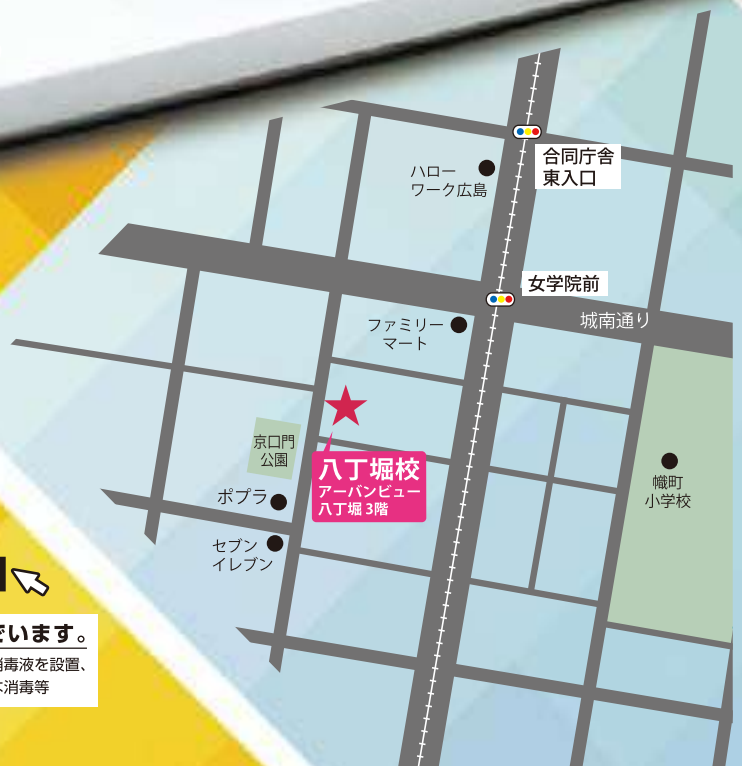 合同庁舎
東入口
ハロー
ワーク広島
女学院前
城南通り
ファミリー
マート
京口門
公園
八丁堀校
アーバンビュー
八丁堀 3階
ポプラ
セブン
イレブン
幟町
小学校
います。
消毒液を設置、
消毒等